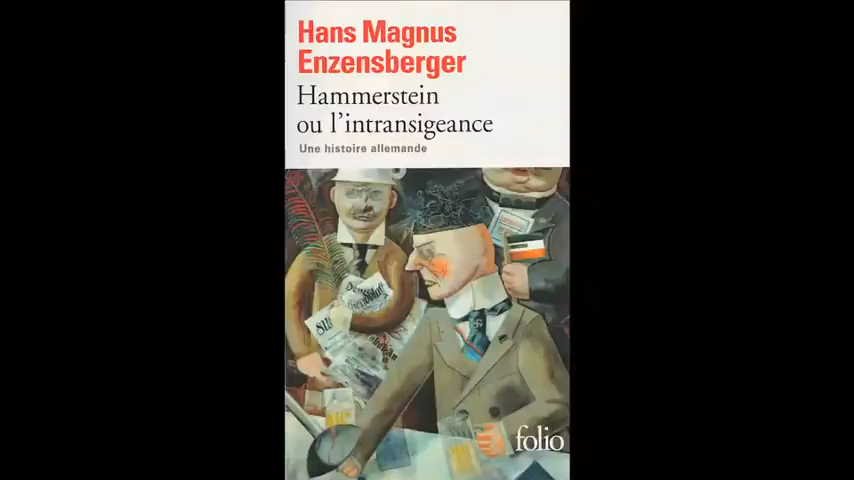 Hans Magnus
Enzensberger
Hammerstein
ou l'intransigeance
Une histoire allemande
folio